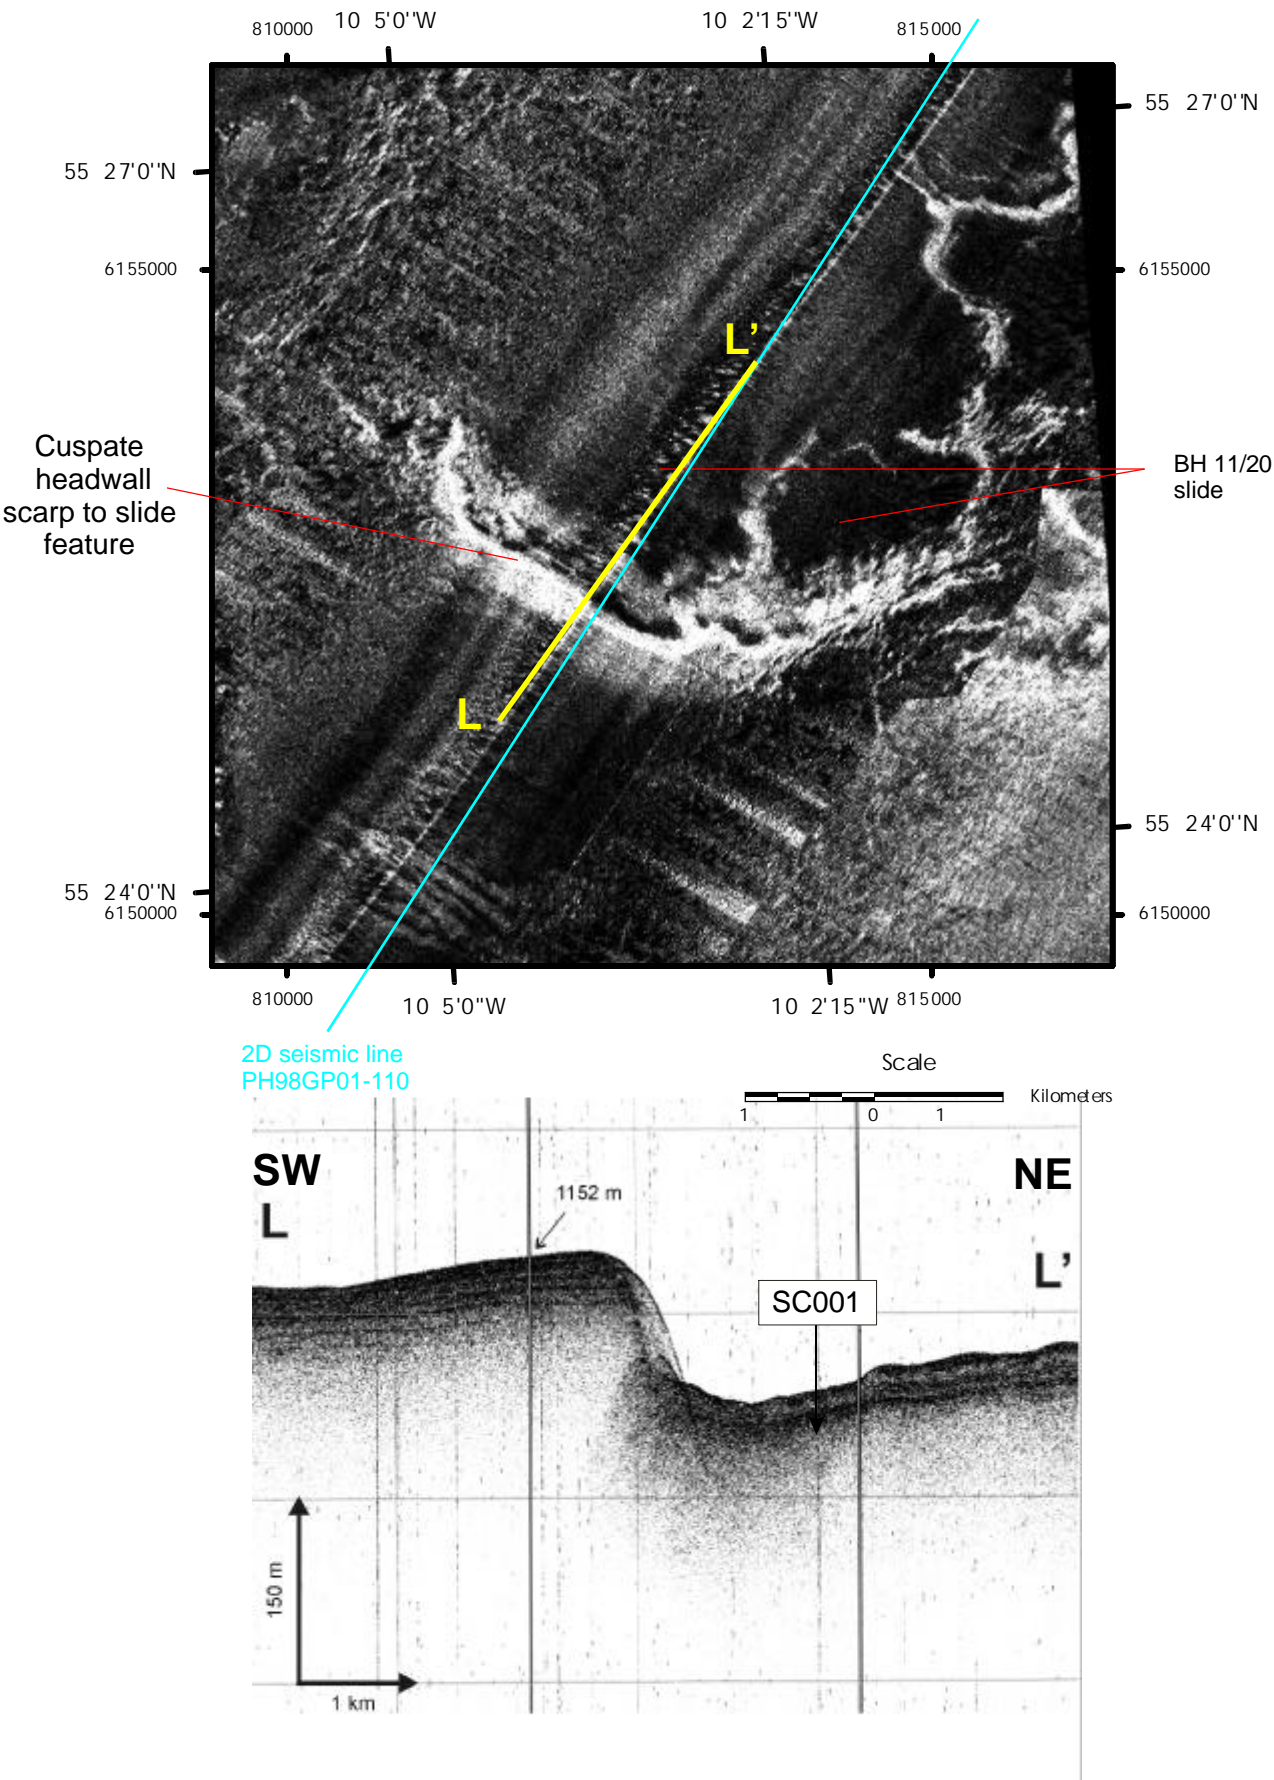 810000 10 5'0''W 10 2'15''W 815000
55 27'0''N
55 27'0''N
6155000 6155000
L'
Cuspate
headwall
scarp to slide
feature
BH 11/20
slide
L
55 24'0''N
55 24'0''N
6150000 6150000
810000 10 5'0"W 10 2'15"W 815000
2D seismic line
PH98GP01-110
Scale
Kilometers
1 0 1
SW NE
1152 m
L L'
SC001
150 m
1 km